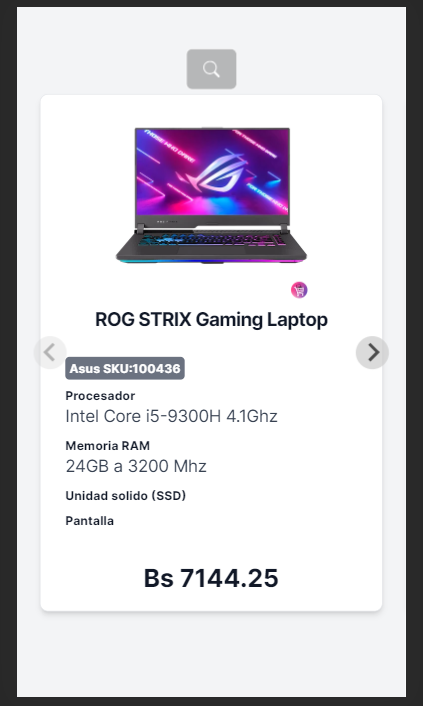 ROG STRIX Gaming Laptop
Asus SKU:100436
Procesador
Intel Core i5-9300H 4.1Ghz
Memoria RAM
24GB a 3200 Mhz
Unidad solido (SSD)
Pantalla
Bs 7144.25